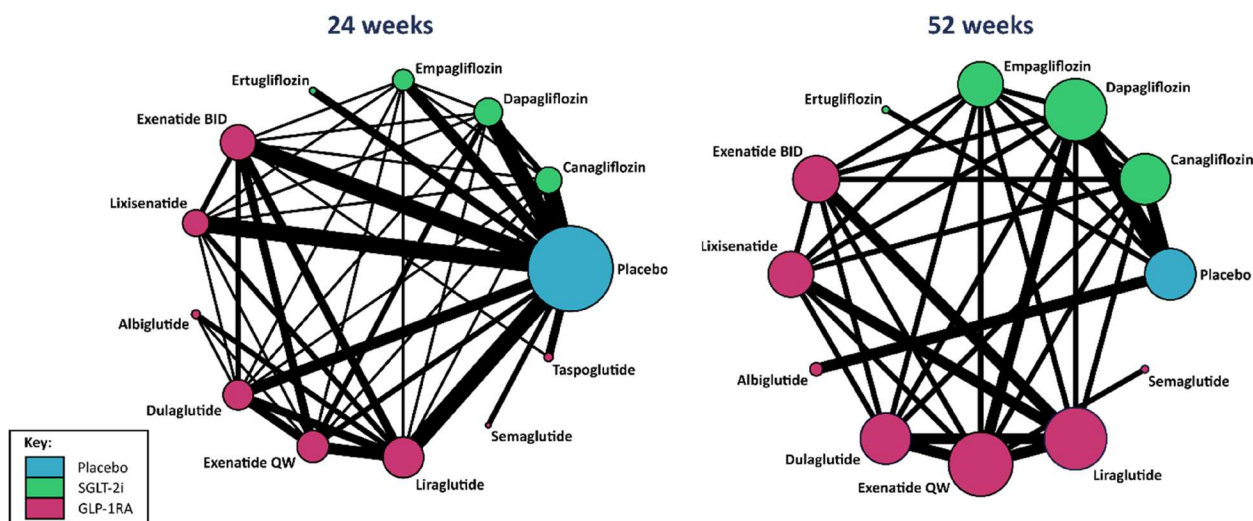 24 weeks
Empagliflozin
Ertugliflozin
Dapagliflozin
Exenatide BID
Canagliflozin
Lixisenatide
Placebo
Albiglutide
Taspoglutide
Dulaglutide
Semaglutide
Exenatide QW
Liraglutide
Key:
Placebo
SGLT-2i
GLP-1RA
52 weeks
Empagliflozin
Dapagliflozin
Ertugliflozin
Exenatide BID
Canagliflozin
Lixisenatide
Placebo
Albiglutide
Semaglutide
Dulaglutide
Liraglutide
Exenatide QW